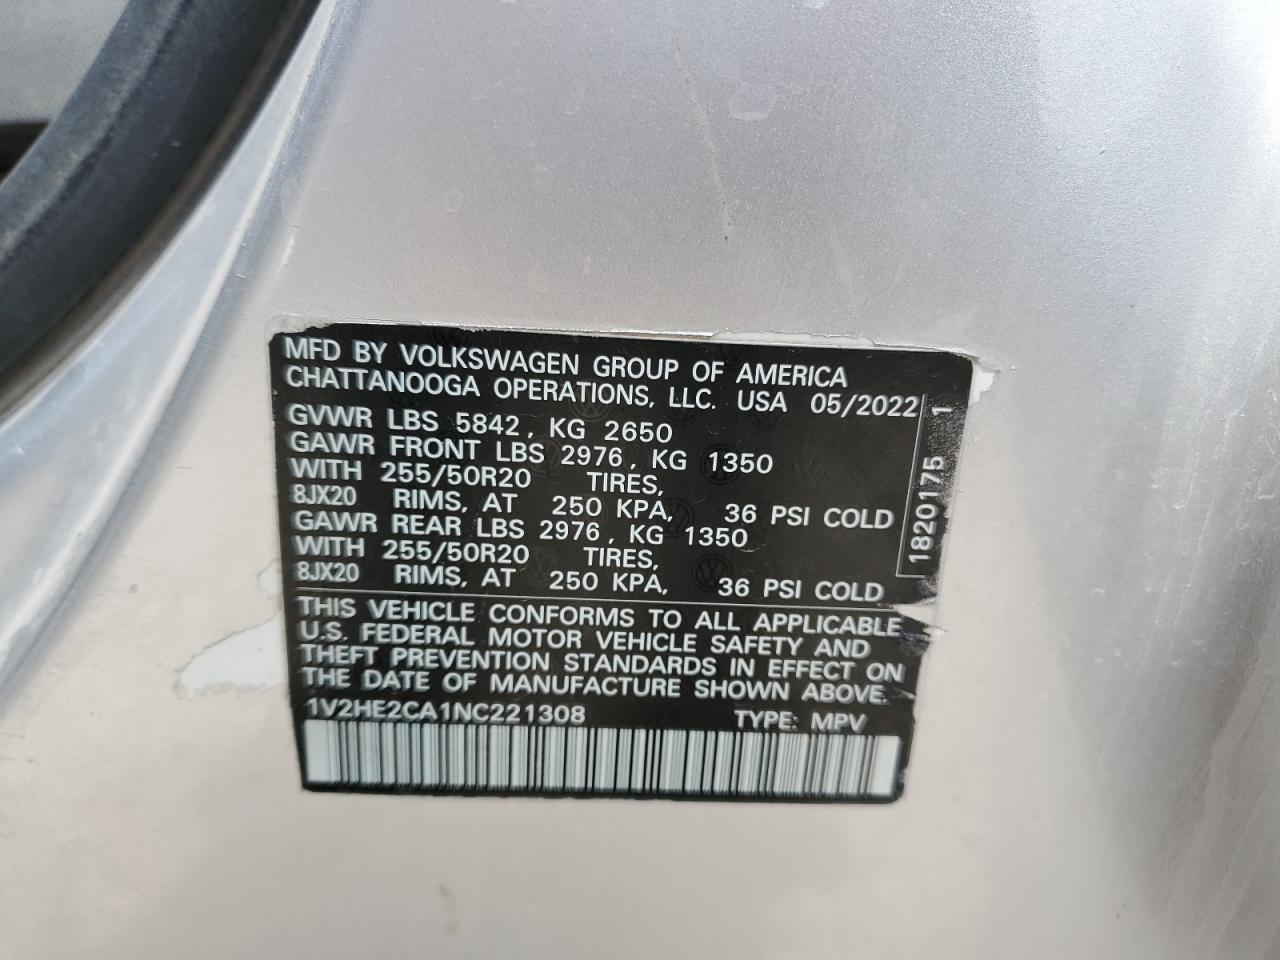 MFD BY VOLKSWAGEN GROUP OF AMERICA
CHATTANOOGA OPERATIONS, LLC. USA 05/2022
GVWR LBS 5842, KG 2650
GAWR FRONT LBS 2976, KG 1350
WITH 255/50R20 TIRES,
8JX20 RIMS, AT 250 KPA, 36 PSI COLD
GAWR REAR LBS 2976, KG 1350
WITH 255/50R20 TIRES,
8JX20 RIMS, AT 250 KPA, 36 PSI COLD
1820175 1
THIS VEHICLE CONFORMS TO ALL APPLICABLE
U.S. FEDERAL MOTOR VEHICLE SAFETY AND
THEFT PREVENTION STANDARDS IN EFFECT ON
THE DATE OF MANUFACTURE SHOWN ABOVE.
1V2HE2CA1NC221308 TYPE: MPV